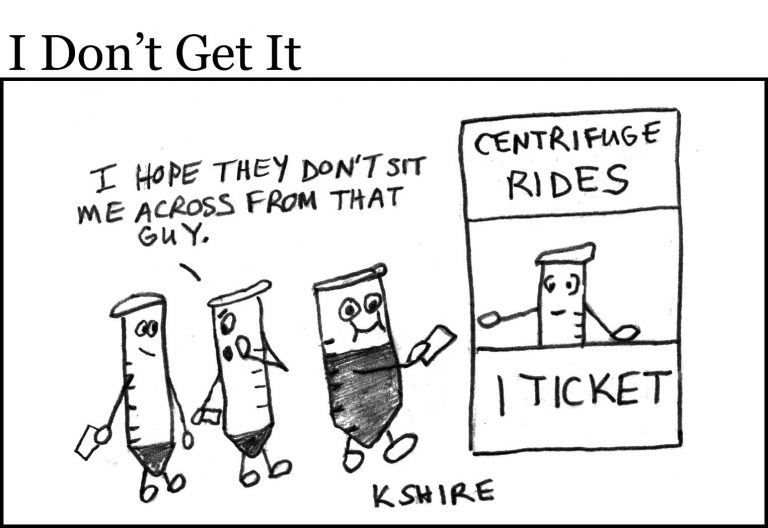 I Don't Get It
I HOPE THEY DON'T SIT
ME ACROSS FROM THAT
GUY.
CENTRIFUGE
RIDES
1 TICKET
KSHIRE